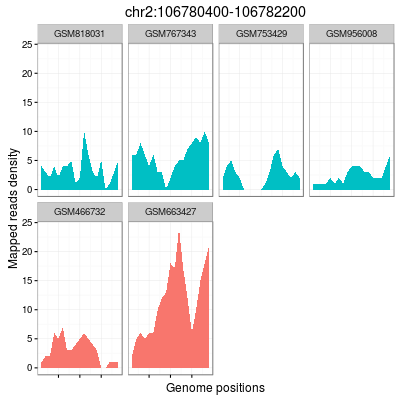 chr2:106780400-106782200
GSM818031 GSM767343 GSM753429 GSM956008
25
20
15
10
5
0
Mapped reads density
GSM466732 GSM663427
25
20
15
10
5
0
Genome positions